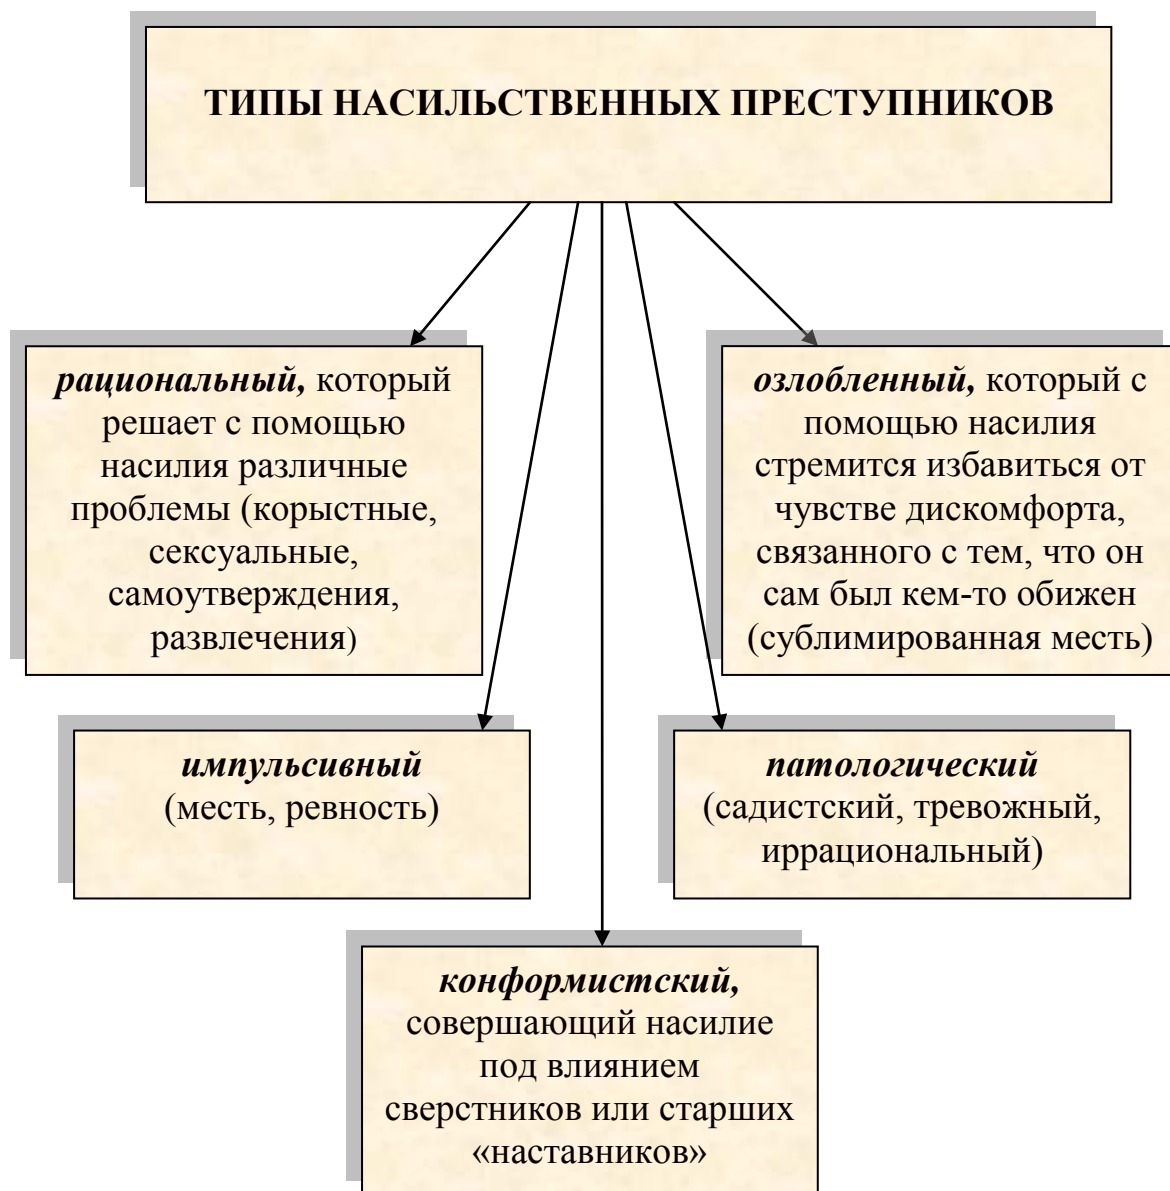 ТИПЫ НАСИЛЬСТВЕННЫХ ПРЕСТУПНИКОВ
рациональный, который
решает с помощью
насилия различные
проблемы (корыстные,
сексуальные,
самоутверждения,
развлечения)
озлобленный, который с
помощью насилия
стремится избавиться от
чувстве дискомфорта,
связанного с тем, что он
сам был кем-то обижен
(сублимированная месть)
импульсивный
(месть, ревность)
патологический
(садистский, тревожный,
иррациональный)
конформистский,
совершающий насилие
под влиянием
сверстников или старших
«наставников»